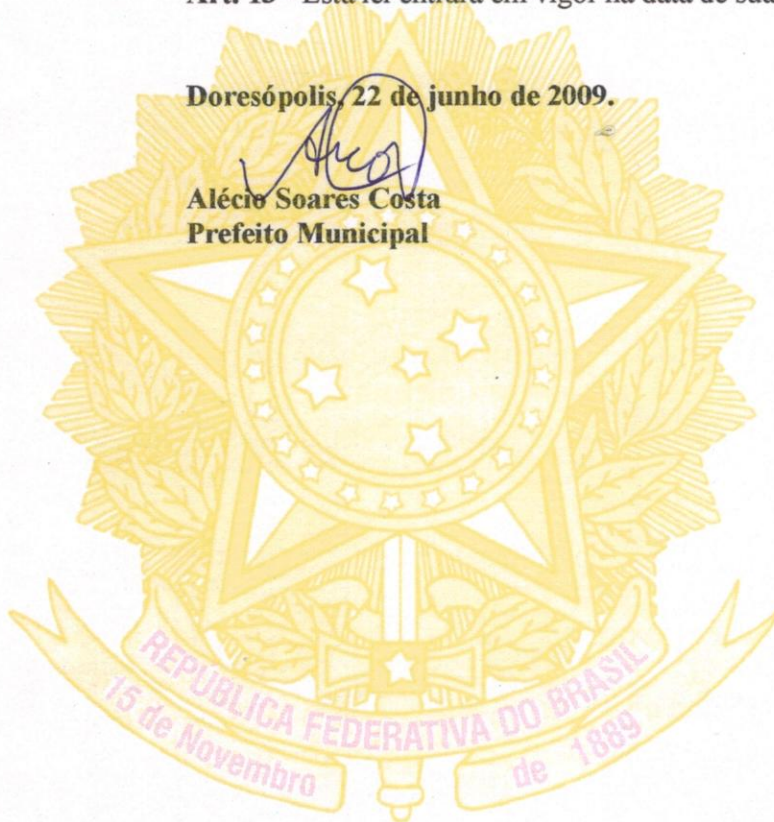 Doresópolis, 22 de junho de 2009.
Alécio Soares Costa
Prefeito Municipal
REPÚBLICA FEDERATIVA DO BRASIL
15 de Novembro de 1889